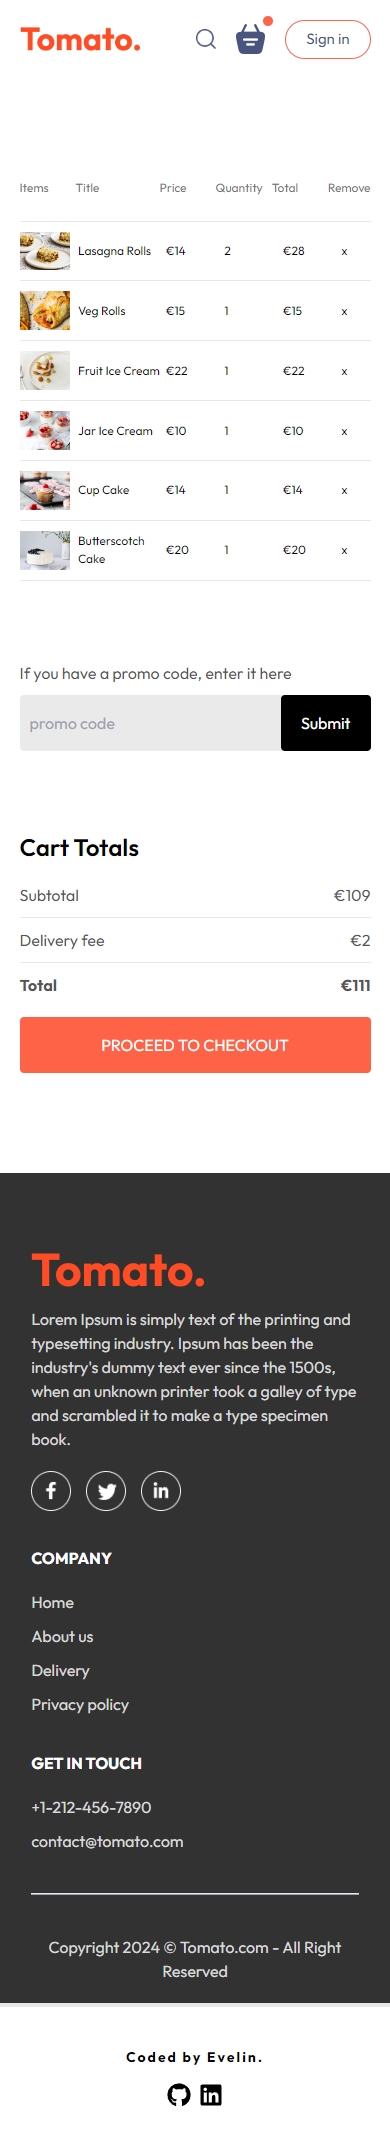 Tomato.
Sign in
Items Title Price Quantity Total Remove
Lasagna Rolls €14 2 €28 x
Veg Rolls €15 1 €15 x
Fruit Ice Cream €22 1 €22 x
Jar Ice Cream €10 1 €10 x
Cup Cake €14 1 €14 x
Butterscotch
Cake €20 1 €20 x
If you have a promo code, enter it here
promo code Submit
Cart Totals
Subtotal €109
Delivery fee €2
Total €111
PROCEED TO CHECKOUT
Tomato.
Lorem Ipsum is simply text of the printing and
typesetting industry. Ipsum has been the
industry's dummy text ever since the 1500s,
when an unknown printer took a galley of type
and scrambled it to make a type specimen
book.
COMPANY
Home
About us
Delivery
Privacy policy
GET IN TOUCH
+1-212-456-7890
contact@tomato.com
Copyright 2024 © Tomato.com - All Right
Reserved
Coded by Evelin.